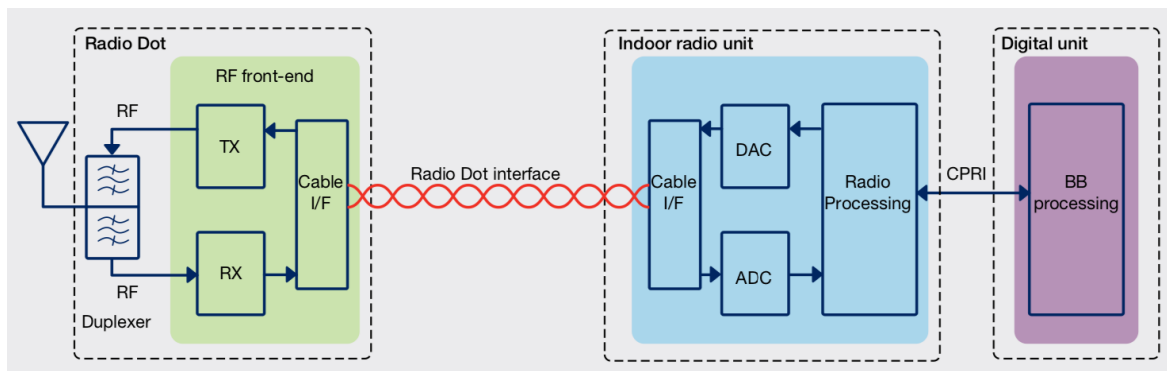 Radio Dot
RF front-end
RF
TX
Cable
I/F
RX
RF
Duplexer
Radio Dot interface
Indoor radio unit
Cable
I/F
DAC
ADC
Radio
Processing
CPRI
Digital unit
BB
processing